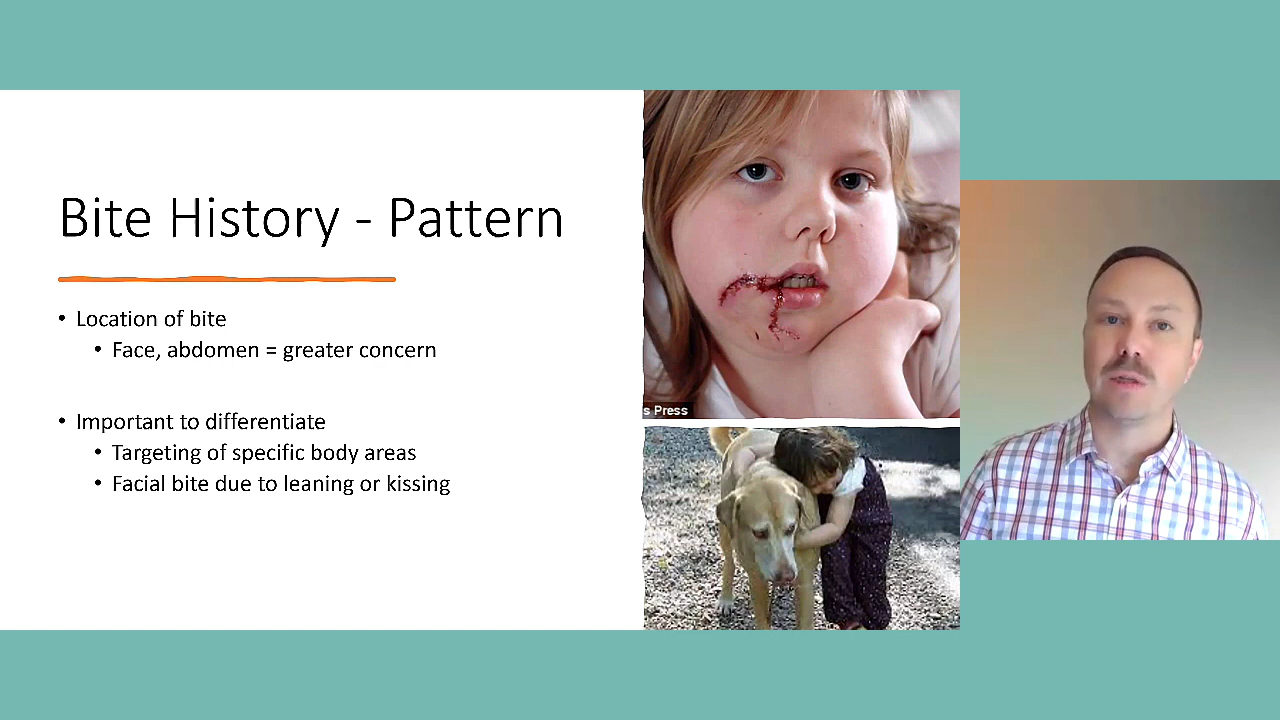 Bite History - Pattern
• Location of bite
• Face, abdomen = greater concern
• Important to differentiate
• Targeting of specific body areas
• Facial bite due to leaning or kissing
s Press